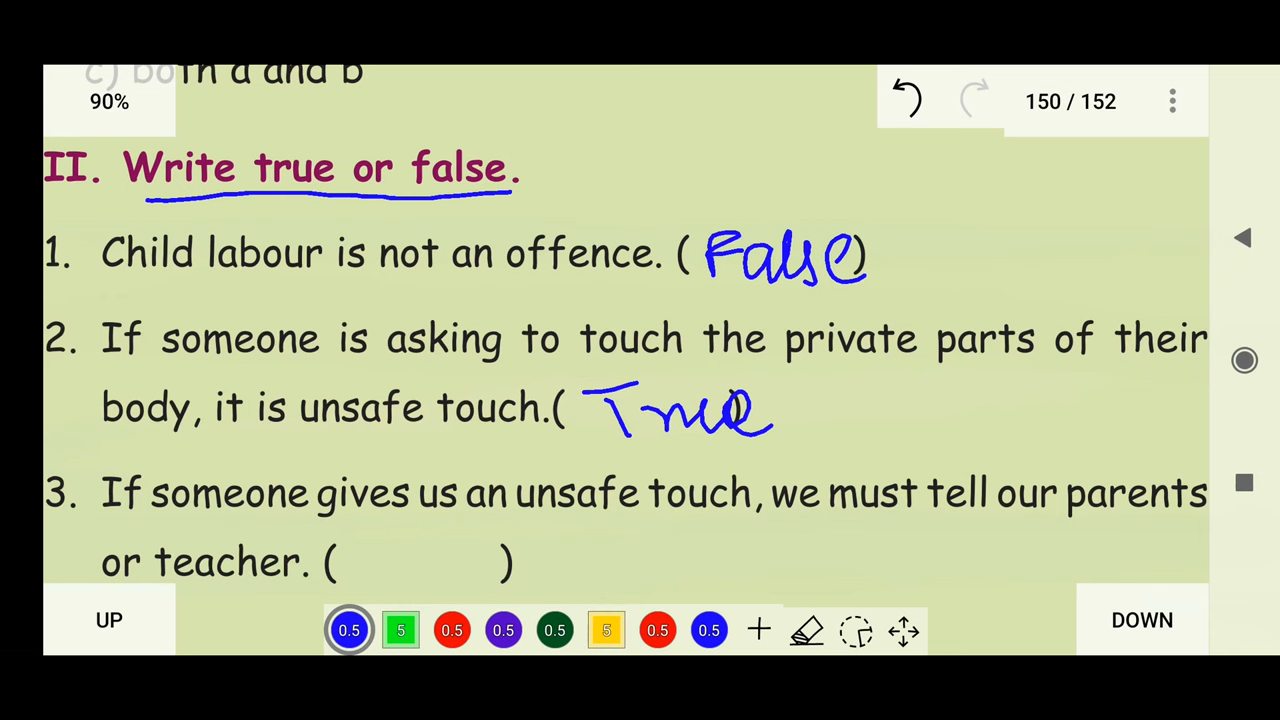 c) both a and b
90%
150 / 152
II. Write true or false.
1. Child labour is not an offence. ( False )
2. If someone is asking to touch the private parts of their
body, it is unsafe touch.( True )
3. If someone gives us an unsafe touch, we must tell our parents
or teacher. ( )
UP
0.5 5 0.5 0.5 0.5 5 0.5 0.5
DOWN